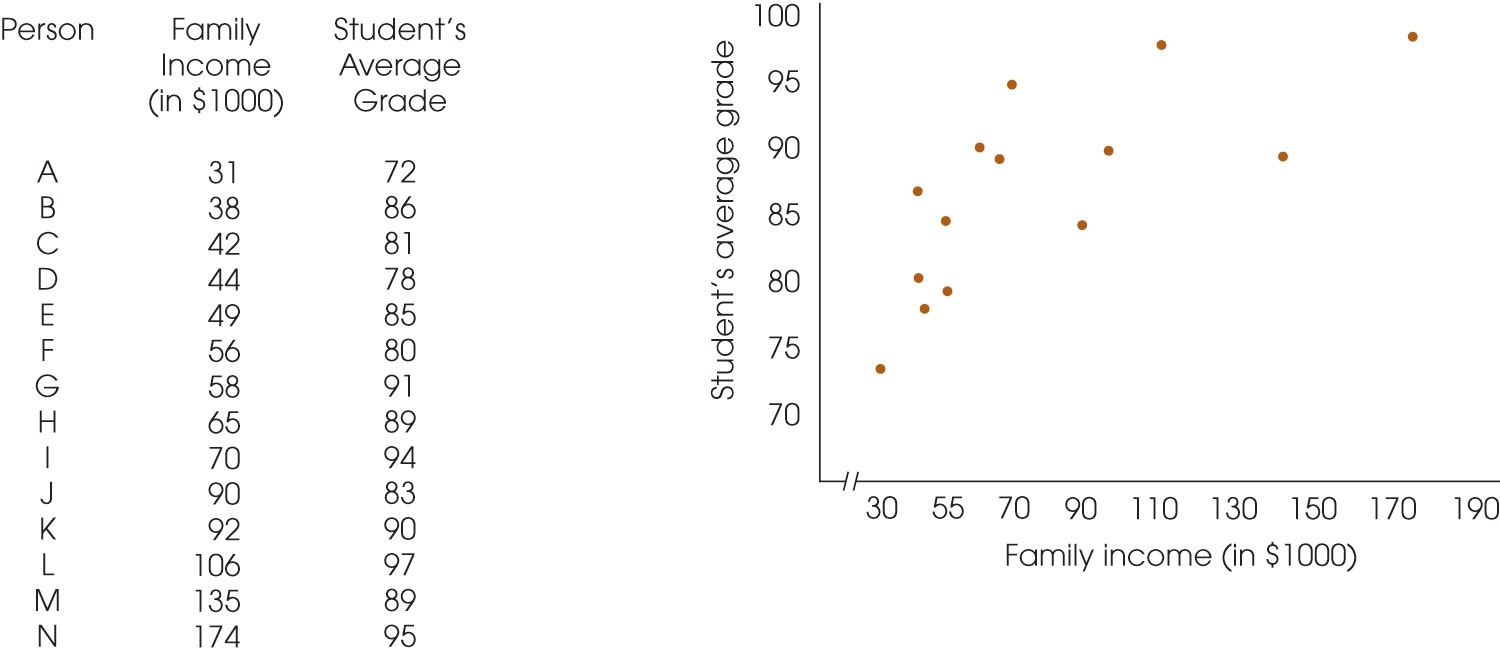 Person Family Student's
Income Average
(in $1000) Grade
A 31 72
B 38 86
C 42 81
D 44 78
E 49 85
F 56 80
G 58 91
H 65 89
I 70 94
J 90 83
K 92 90
L 106 97
M 135 89
N 174 95
Student's average grade
100
95
90
85
80
75
70
30 55 70 90 110 130 150 170 190
Family income (in $1000)